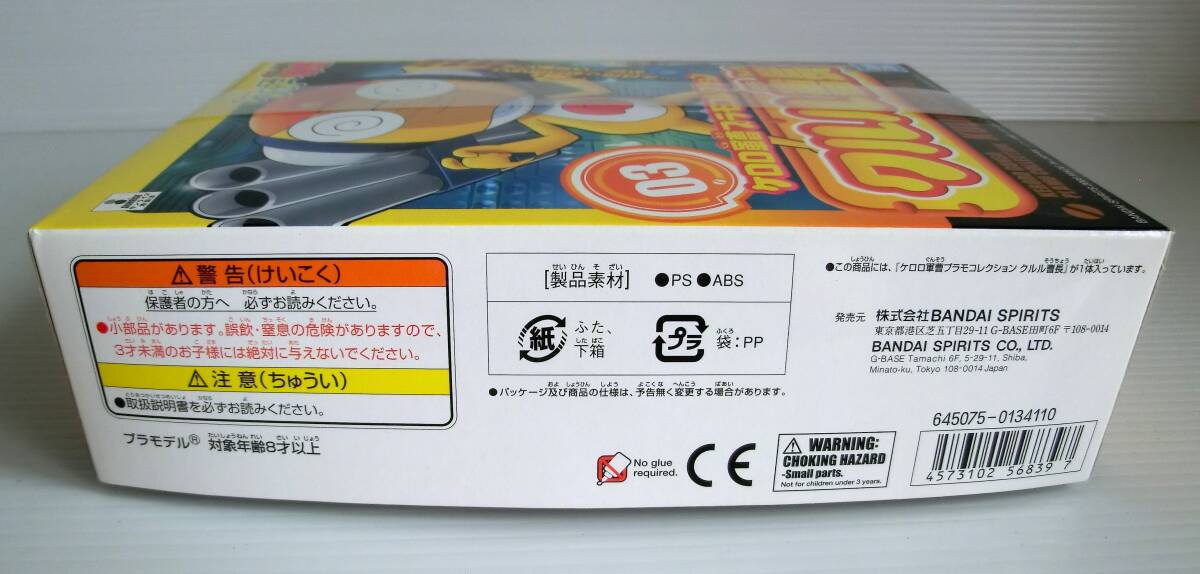 03
警告(けいこく)
保護者の方へ 必ずお読みください。
●小部品があります。誤飲・窒息の危険がありますので、
3才未満のお子様には絶対に与えないでください。
注意(ちゅうい)
●取扱説明書を必ずお読みください。
プラモデル® 対象年齢8才以上
[製品素材] ●PS ●ABS
紙 ふた、
下箱
プラ 袋:PP
●パッケージ及び商品の仕様は、予告無く変更する場合があります。
●この商品には、「ケロロ軍曹プラモコレクション クルル曹長」が1体入っています。
発売元 株式会社BANDAI SPIRITS
東京都港区芝五丁目29-11 G-BASE田町6F 〒108-0014
BANDAI SPIRITS CO., LTD.
G-BASE Tamachi 6F, 5-29-11, Shiba,
Minato-ku, Tokyo 108-0014 Japan
645075-0134110
4573102 568397
No glue
required.
CE
WARNING:
CHOKING HAZARD
-Small parts.
Not for children under 3 years.